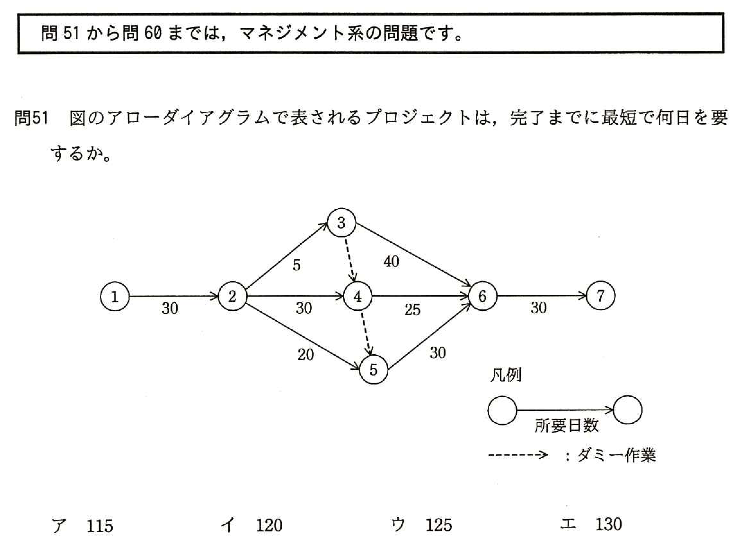 問 51 から問 60 までは，マネジメント系の問題です。
問51 図のアローダイアグラムで表されるプロジェクトは，完了までに最短で何日を要
するか。
3
5
40
1
2
4
6
7
30
30
25
30
20
30
5
凡例
所要日数
：ダミー作業
ア 115 イ 120 ウ 125 エ 130